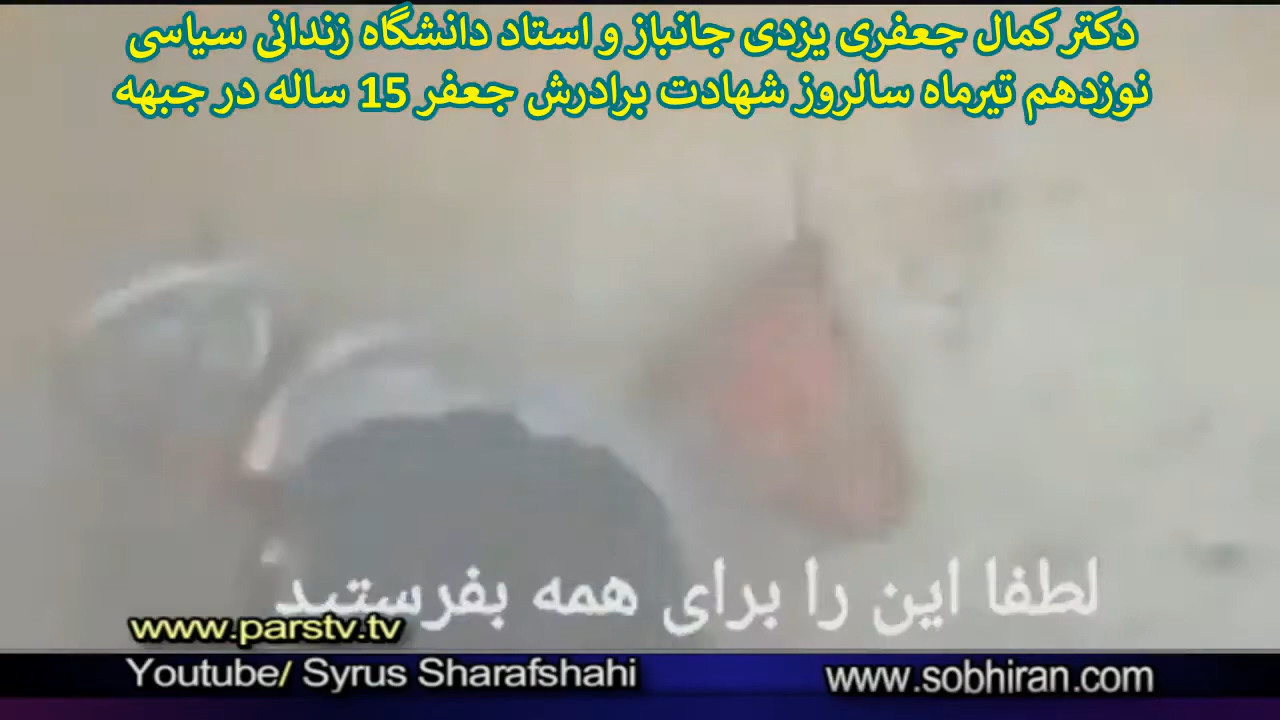 دکتر کمال جعفری یزدی جانباز و استاد دانشگاه زندانی سیاسی
نوزدهم تیرماه سالروز شهادت برادرش جعفر 15 ساله در جبهه
لطفا این را برای همه بفرستید
www.parstv.tv
Youtube/ Syrus Sharafshahi
www.sobhiran.com